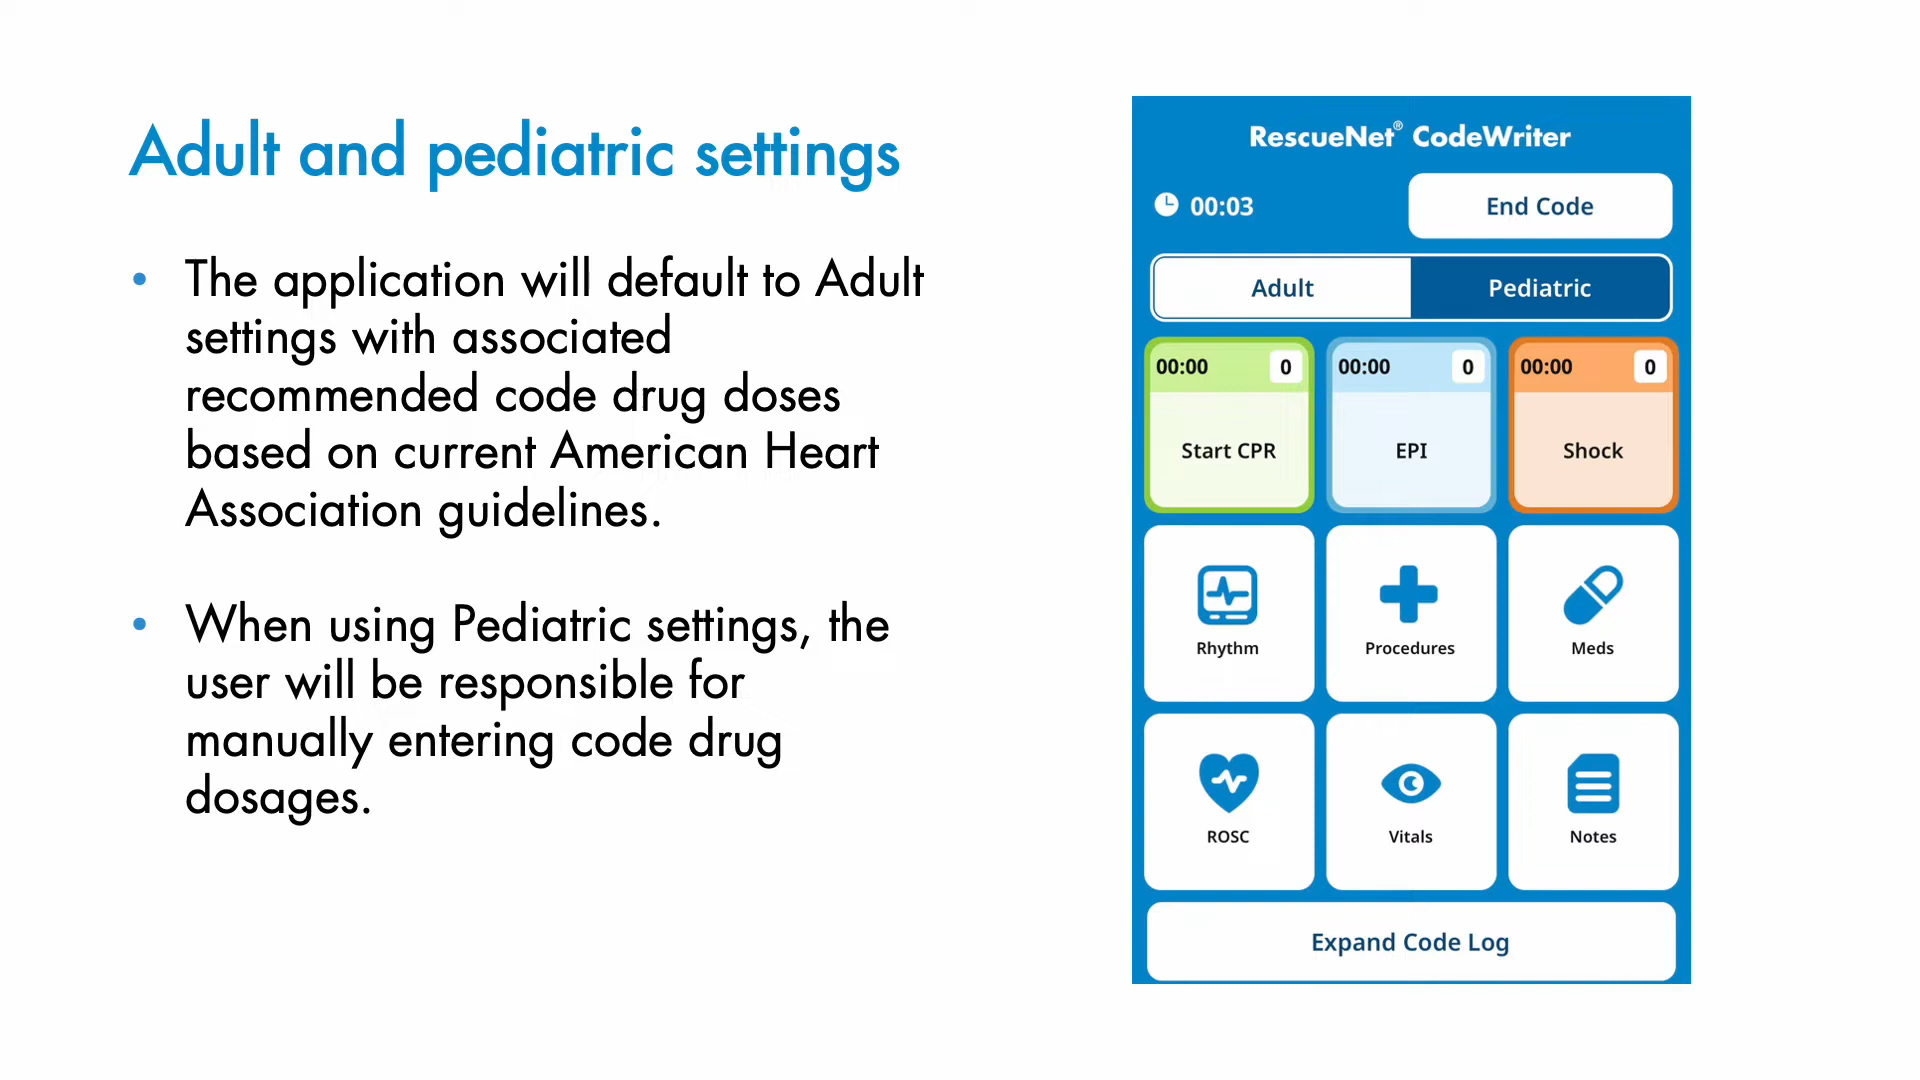 Adult and pediatric settings
• The application will default to Adult
settings with associated
recommended code drug doses
based on current American Heart
Association guidelines.
• When using Pediatric settings, the
user will be responsible for
manually entering code drug
dosages.
RescueNet® CodeWriter
00:03
End Code
Adult
Pediatric
00:00 0
Start CPR
00:00 0
EPI
00:00 0
Shock
Rhythm
Procedures
Meds
ROSC
Vitals
Notes
Expand Code Log